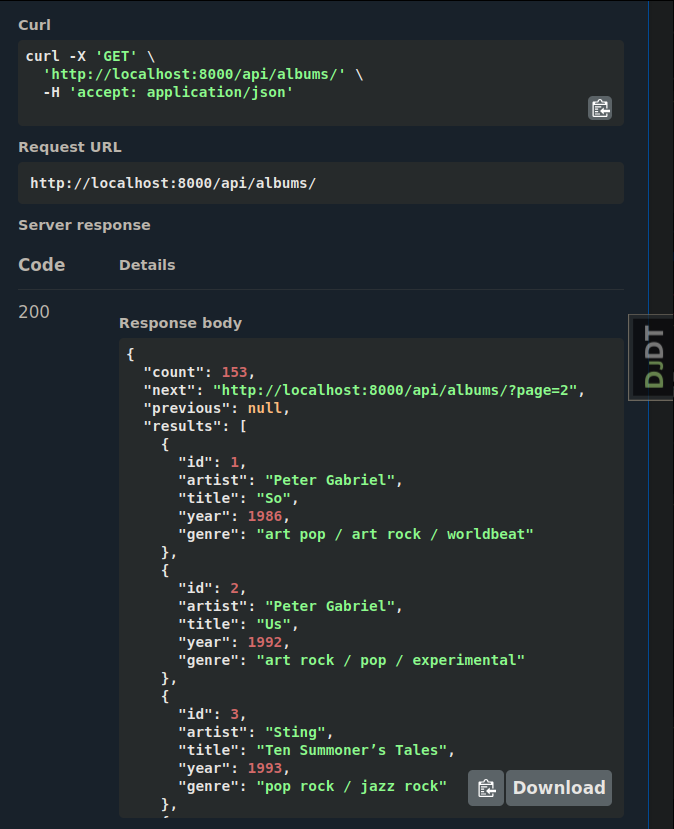 Curl
curl -X 'GET' \
  'http://localhost:8000/api/albums/' \
  -H 'accept: application/json'
Request URL
http://localhost:8000/api/albums/
Server response
Code Details
200
Response body
{
  "count": 153,
  "next": "http://localhost:8000/api/albums/?page=2",
  "previous": null,
  "results": [
    {
      "id": 1,
      "artist": "Peter Gabriel",
      "title": "So",
      "year": 1986,
      "genre": "art pop / art rock / worldbeat"
    },
    {
      "id": 2,
      "artist": "Peter Gabriel",
      "title": "Us",
      "year": 1992,
      "genre": "art rock / pop / experimental"
    },
    {
      "id": 3,
      "artist": "Sting",
      "title": "Ten Summoner’s Tales",
      "year": 1993,
      "genre": "pop rock / jazz rock"
    },
Download
DJDT